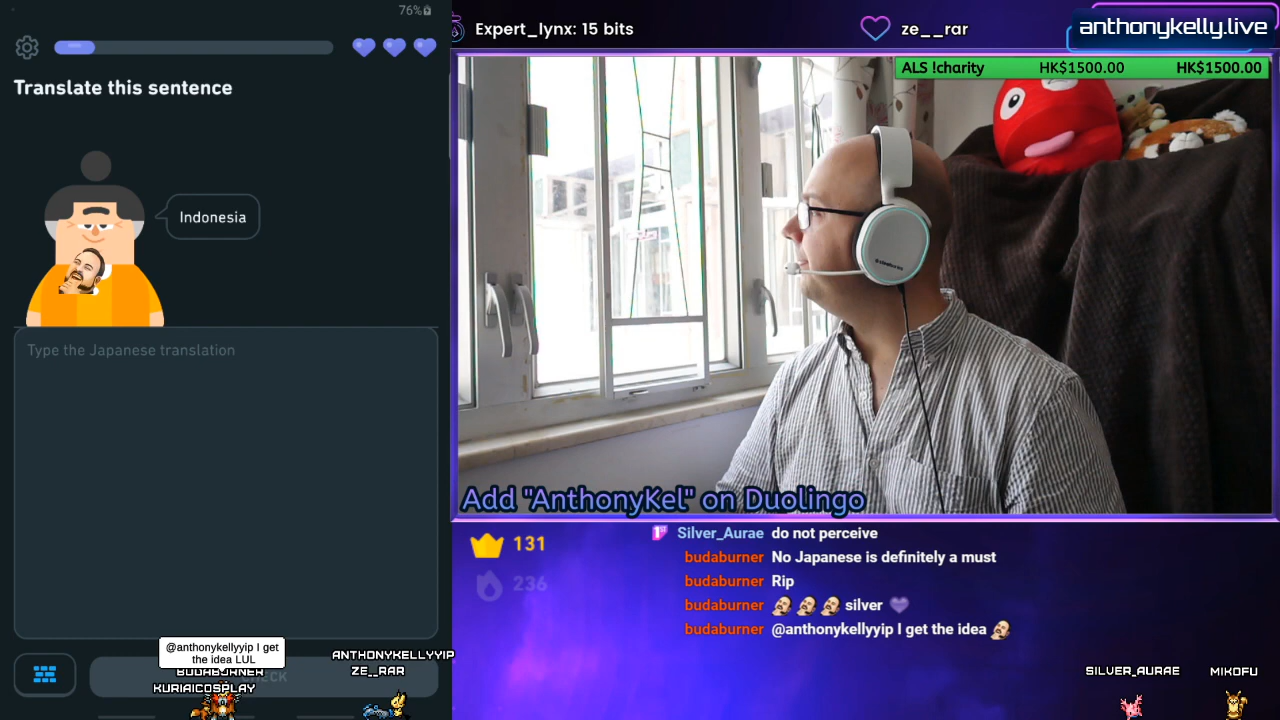 76%
Expert_lynx: 15 bits
ze__rar
anthonykelly.live
ALS !charity HK$1500.00 HK$1500.00
Translate this sentence
Indonesia
Type the Japanese translation
Add "AnthonyKel" on Duolingo
131
236
Silver_Aurae do not perceive
budaburner No Japanese is definitely a must
budaburner Rip
budaburner silver
budaburner @anthonykellyyip I get the idea
@anthonykellyyip I get
the idea LUL
BUDABURNER
KURIAICOSPLAY
ANTHONYKELLYYIP
ZE__RAR
SILVER_AURAE
MIKOFU